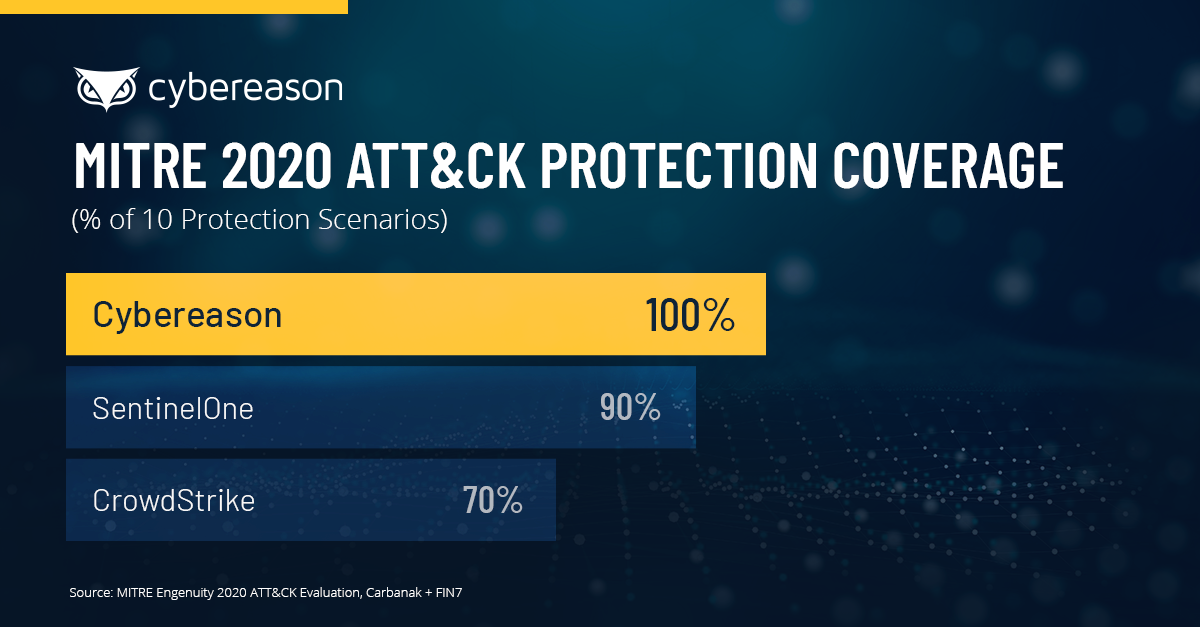 cybereason
MITRE 2020 ATT&CK PROTECTION COVERAGE
(% of 10 Protection Scenarios)
Cybereason 100%
SentinelOne 90%
CrowdStrike 70%
Source: MITRE Engenuity 2020 ATT&CK Evaluation, Carbanak + FIN7